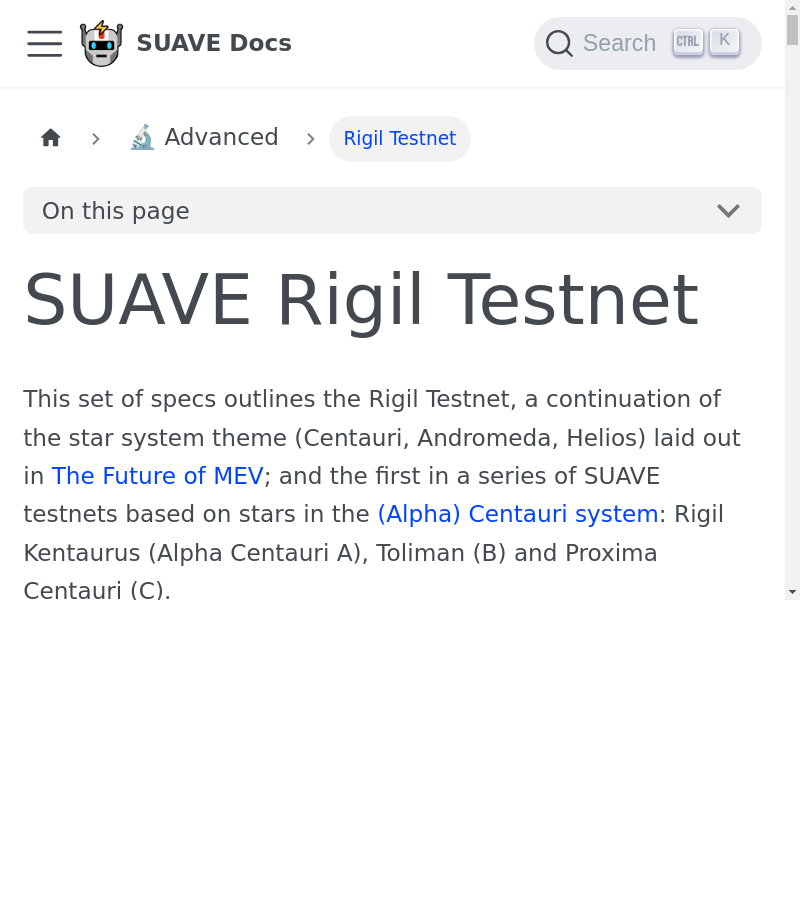 SUAVE Docs
Search CTRL K
🔬 Advanced
Rigil Testnet
On this page
SUAVE Rigil Testnet
This set of specs outlines the Rigil Testnet, a continuation of
the star system theme (Centauri, Andromeda, Helios) laid out
in The Future of MEV; and the first in a series of SUAVE
testnets based on stars in the (Alpha) Centauri system: Rigil
Kentaurus (Alpha Centauri A), Toliman (B) and Proxima
Centauri (C).